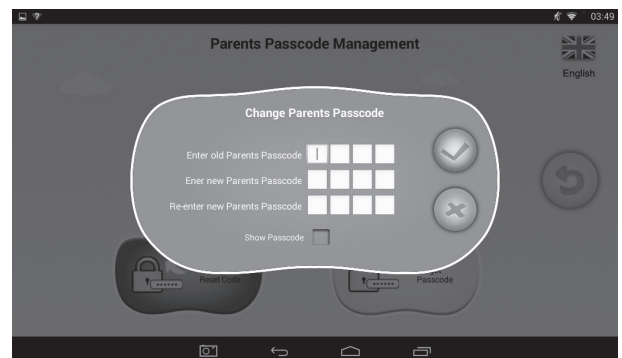 03:49
Parents Passcode Management
English
Change Parents Passcode
Enter old Parents Passcode
Ener new Parents Passcode
Re-enter new Parents Passcode
Show Passcode
Reset Code
Passcode